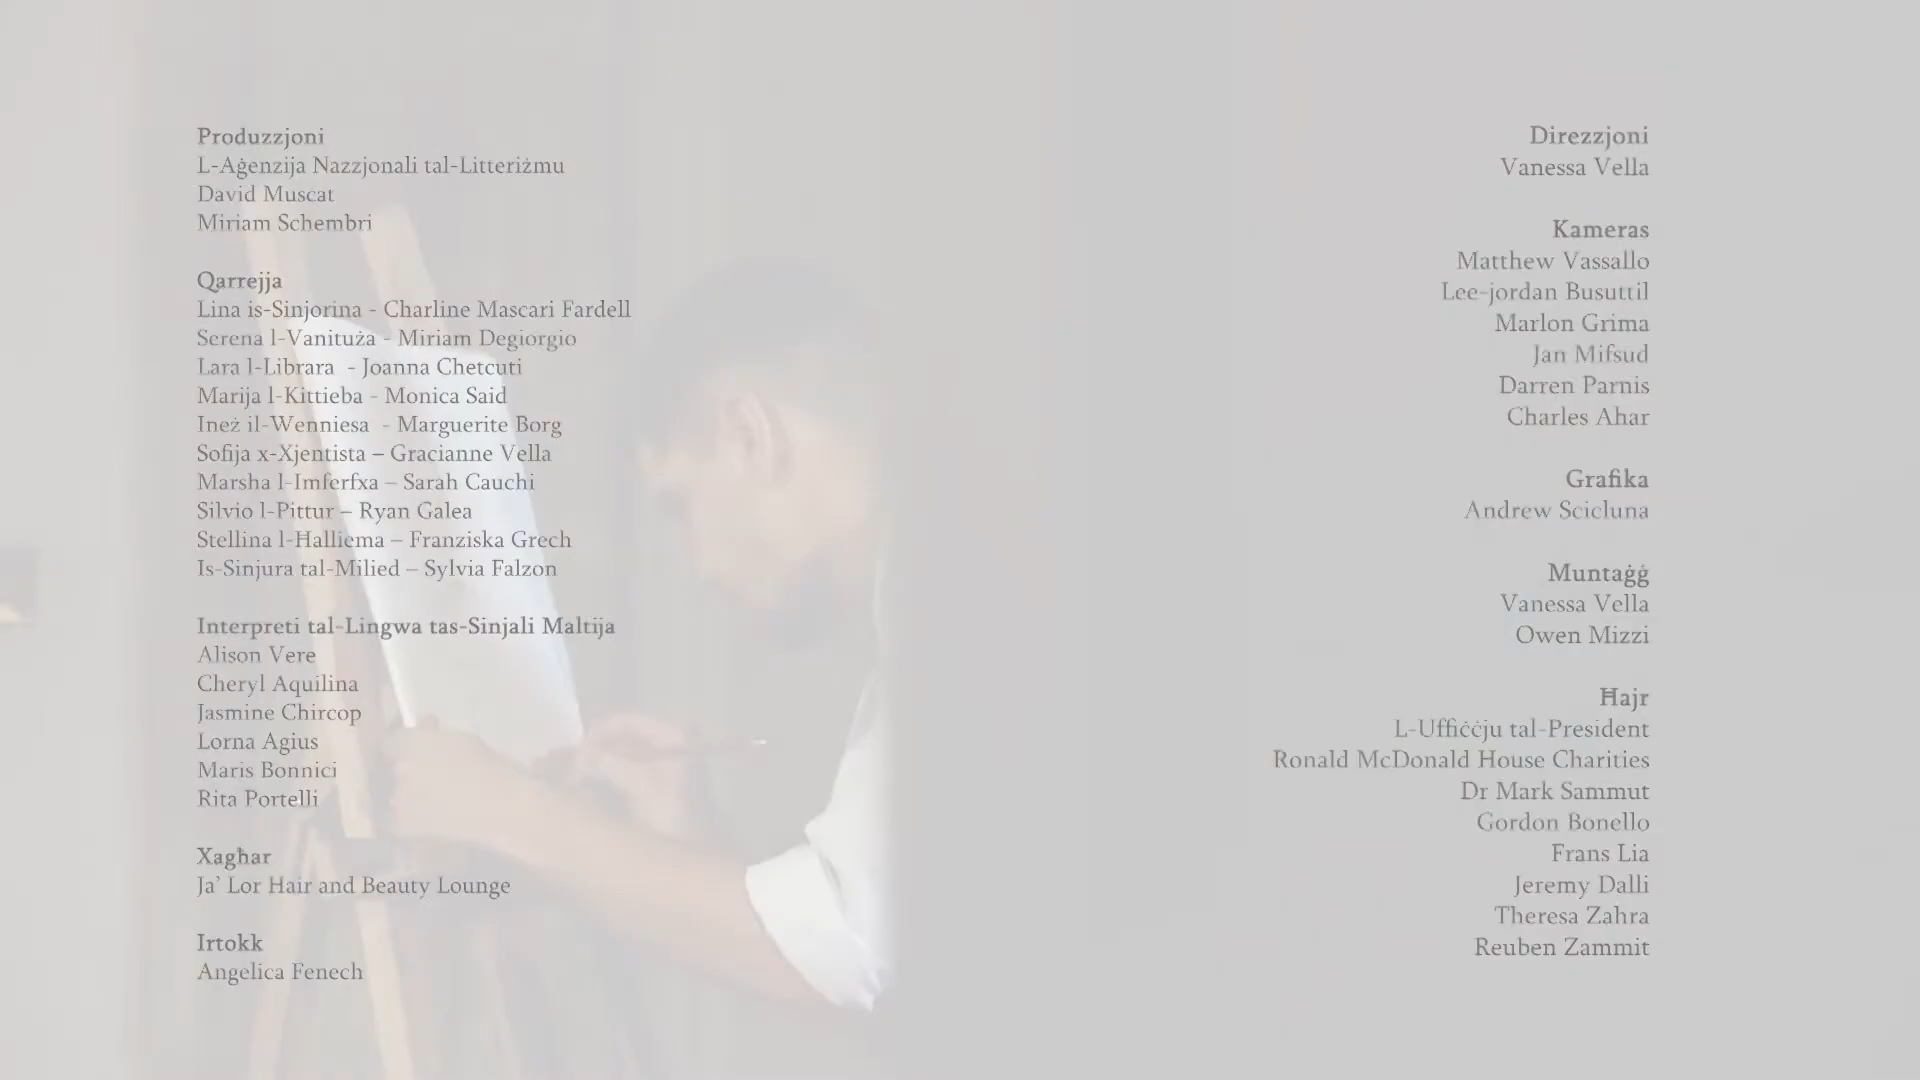 Produzzjoni
L-Aġenzija Nazzjonali tal-Litteriżmu
David Muscat
Miriam Schembri
Qarrejja
Lina is-Sinjorina - Charline Mascari Fardell
Serena l-Vanituża - Miriam Degiorgio
Lara l-Librara - Joanna Chetcuti
Marija l-Kittieba - Monica Said
Ineż il-Wenniesa - Marguerite Borg
Sofija x-Xjentista – Gracianne Vella
Marsha l-Imferfxa – Sarah Cauchi
Silvio l-Pittur – Ryan Galea
Stellina l-Ħalliema – Franziska Grech
Is-Sinjura tal-Milied – Sylvia Falzon
Interpreti tal-Lingwa tas-Sinjali Maltija
Alison Vere
Cheryl Aquilina
Jasmine Chircop
Lorna Agius
Maris Bonnici
Rita Portelli
Xagħar
Ja' Lor Hair and Beauty Lounge
Irtokk
Angelica Fenech
Direzzjoni
Vanessa Vella
Kameras
Matthew Vassallo
Lee-jordan Busuttil
Marlon Grima
Jan Mifsud
Darren Parnis
Charles Ahar
Grafika
Andrew Scicluna
Muntaġġ
Vanessa Vella
Owen Mizzi
Ħajr
L-Uffiċċju tal-President
Ronald McDonald House Charities
Dr Mark Sammut
Gordon Bonello
Frans Lia
Jeremy Dalli
Theresa Zahra
Reuben Zammit